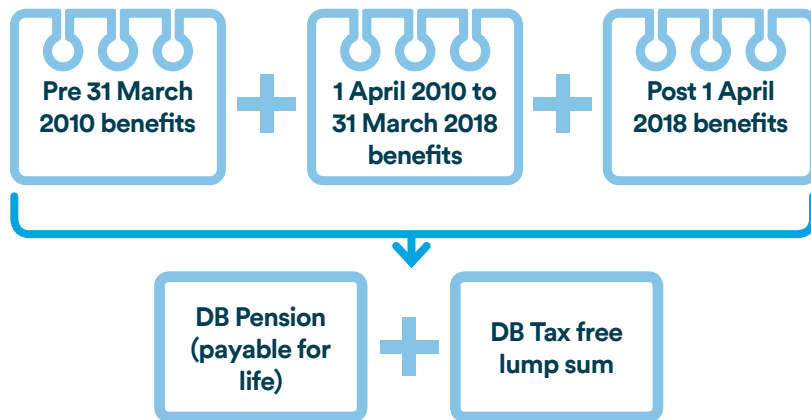 Pre 31 March
2010 benefits
1 April 2010 to
31 March 2018
benefits
Post 1 April
2018 benefits
DB Pension
(payable for
life)
DB Tax free
lump sum